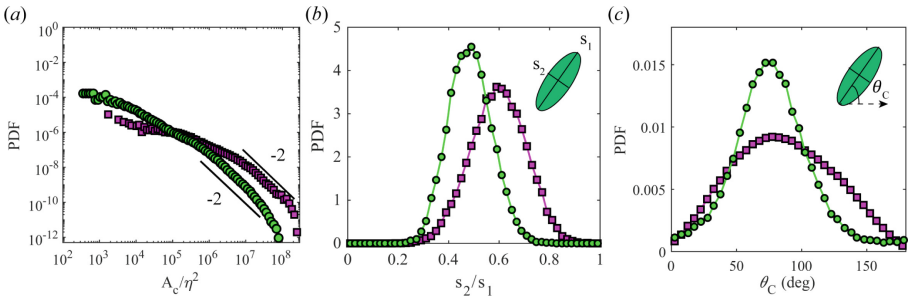 (a)
PDF
10^0
10^-2
10^-4
10^-6
10^-8
10^-10
10^-12
-2
-2
10^2 10^3 10^4 10^5 10^6 10^7 10^8
A_c/η^2
(b)
PDF
5
4
3
2
1
0
s_1
s_2
0 0.2 0.4 0.6 0.8 1
s_2/s_1
(c)
PDF
0.015
0.01
0.005
0
θ_C
0 50 100 150
θ_C (deg)